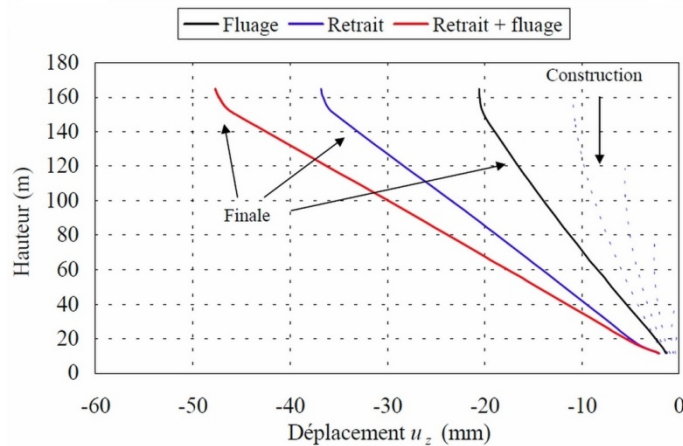 Fluage Retrait Retrait + fluage
180
160
140
120
100
80
60
40
20
0
Hauteur (m)
Construction
Finale
-60 -50 -40 -30 -20 -10 0
Déplacement u_z (mm)